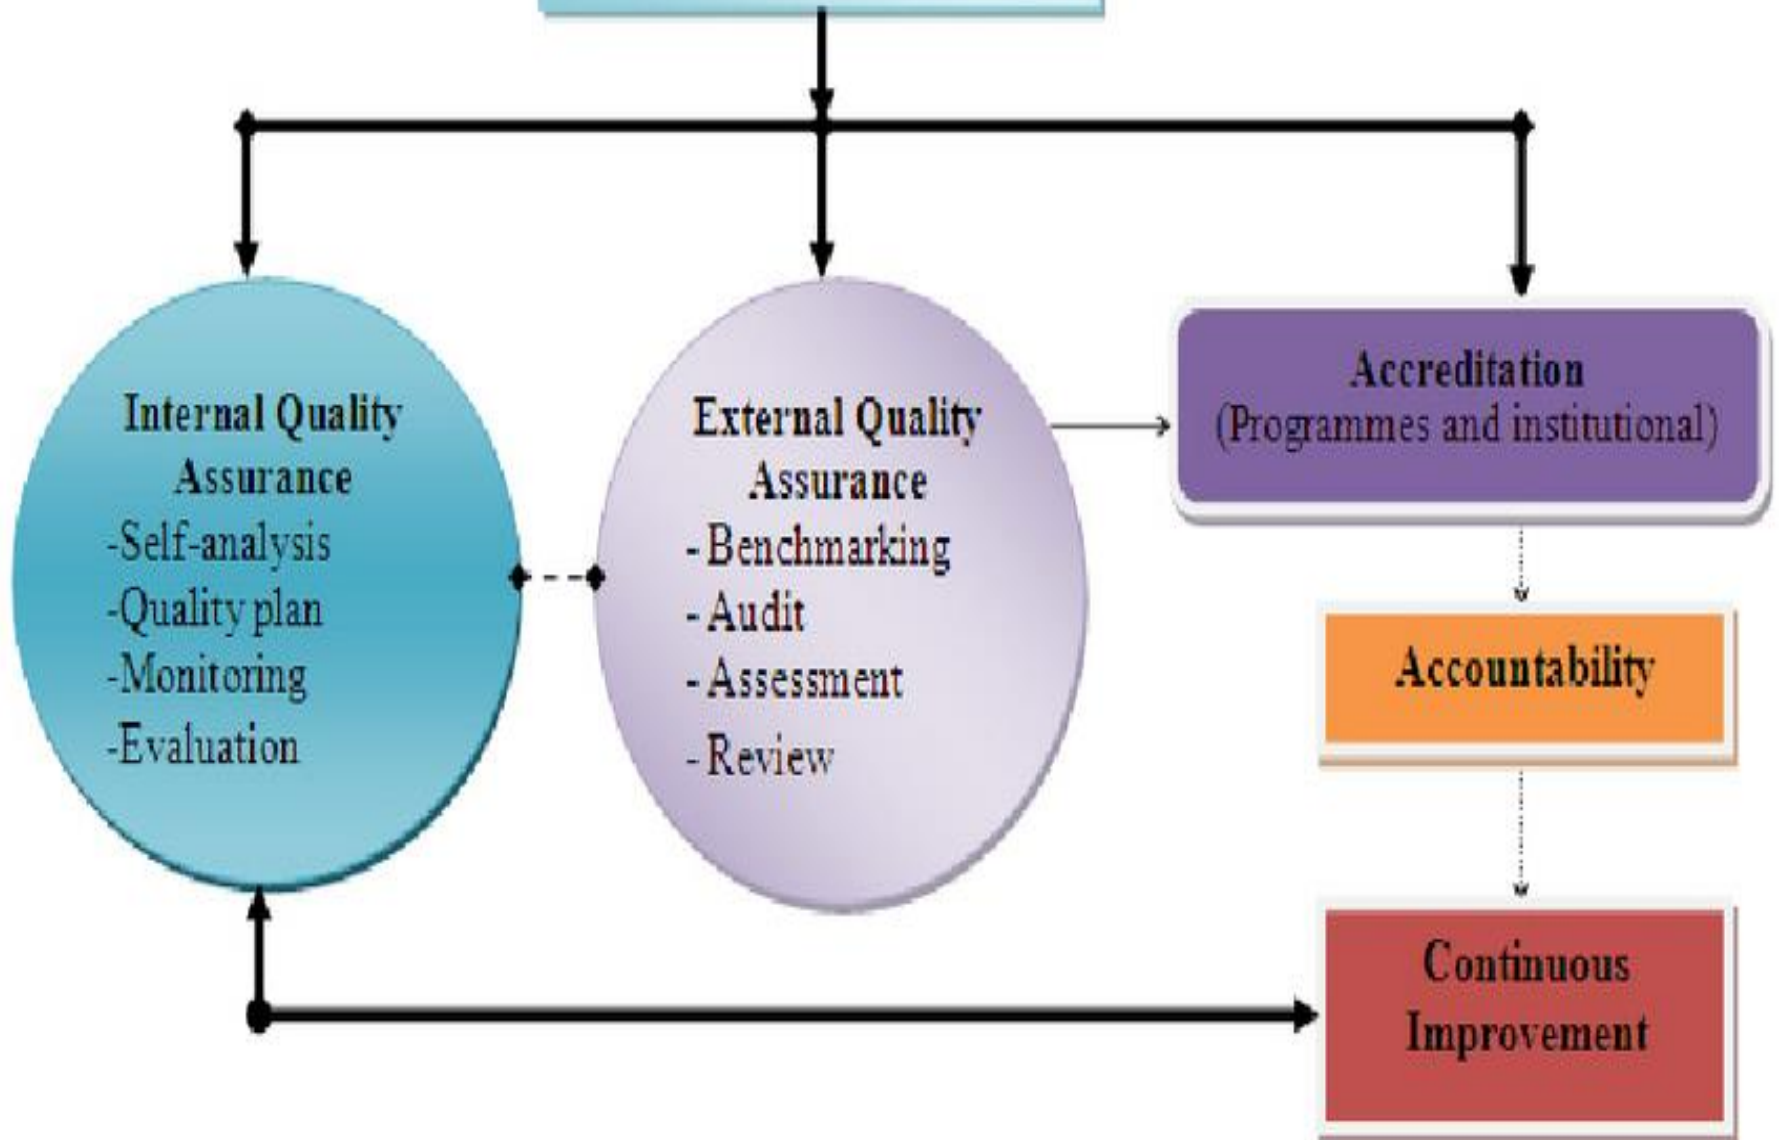 Internal Quality
Assurance
-Self-analysis
-Quality plan
-Monitoring
-Evaluation
External Quality
Assurance
- Benchmarking
- Audit
- Assessment
- Review
Accreditation
(Programmes and institutional)
Accountability
Continuous
Improvement